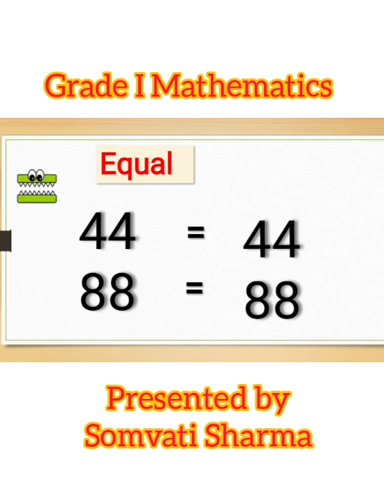 Grade I Mathematics
Equal
44 = 44
88 = 88
Presented by
Somvati Sharma